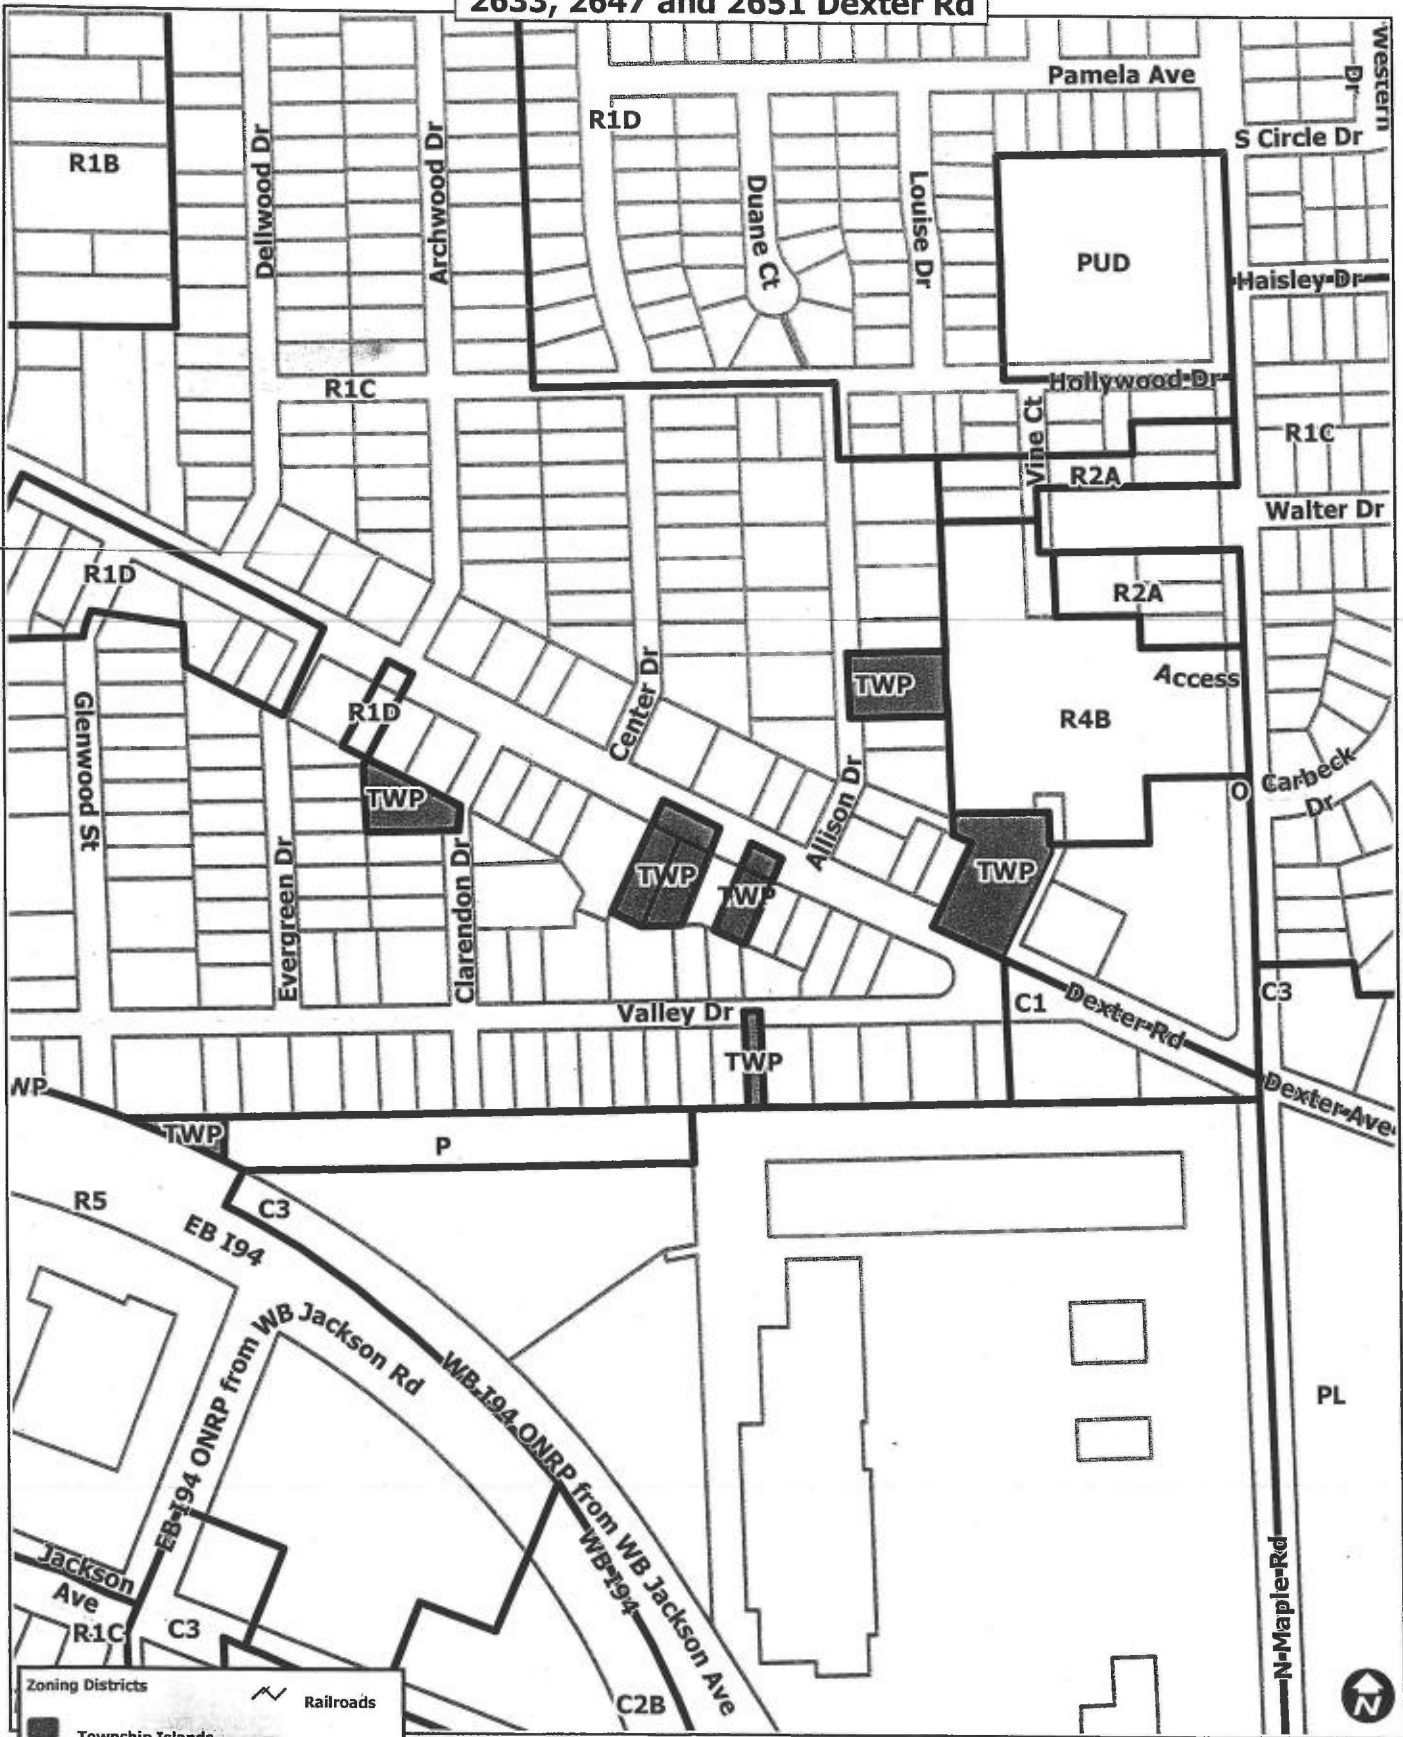 2633, 2647 and 2651 Dexter Rd
Western
Dr
Pamela Ave
R1D
S Circle Dr
R1B
Dellwood Dr
Archwood Dr
Duane Ct
Louise Dr
PUD
Haisley Dr
Hollywood Dr
R1C
Vine Ct
R1C
R2A
Walter Dr
R1D
R2A
Access
TWP
Glenwood St
R1D
Center Dr
R4B
Carbeck
Dr
O
TWP
Allison Dr
TWP
TWP
TWP
Evergreen Dr
Clarendon Dr
C3
C1
Dexter Rd
Valley Dr
TWP
WP
Dexter Ave
TWP
P
R5
C3
EB I94
EB I94 ONRP from WB Jackson Rd
WB I94 ONRP from WB Jackson Ave
PL
WB I94
N Maple Rd
Jackson
Ave
R1C
C3
C2B
Zoning Districts
Railroads
Township Islands
N